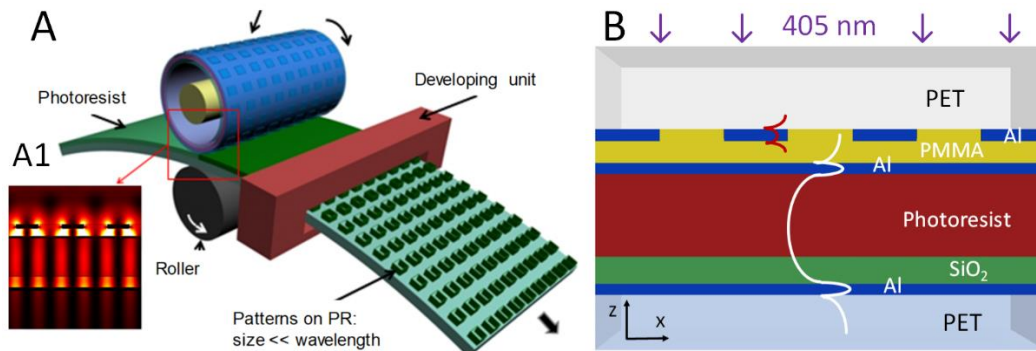 A
Photoresist
Developing unit
A1
Roller
Patterns on PR:
size << wavelength
B
405 nm
PET
Al
PMMA
Al
Photoresist
SiO₂
Al
PET
z
x